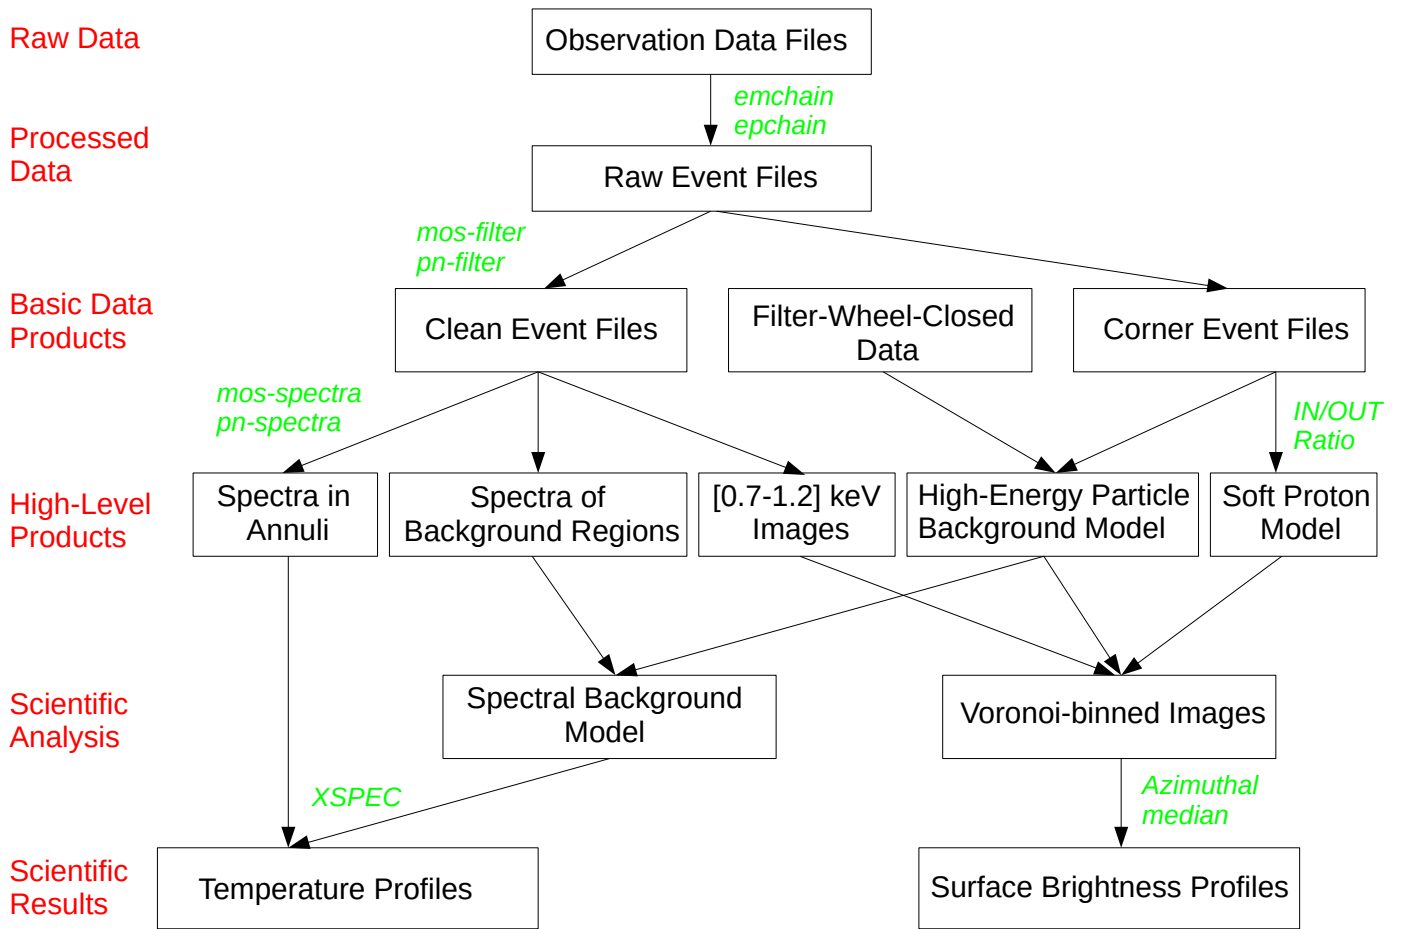 Raw Data
Observation Data Files
emchain
epchain
Processed
Data
Raw Event Files
mos-filter
pn-filter
Basic Data
Products
Clean Event Files
Filter-Wheel-Closed
Data
Corner Event Files
mos-spectra
pn-spectra
IN/OUT
Ratio
High-Level
Products
Spectra in
Annuli
Spectra of
Background Regions
[0.7-1.2] keV
Images
High-Energy Particle
Background Model
Soft Proton
Model
Scientific
Analysis
Spectral Background
Model
Voronoi-binned Images
XSPEC
Azimuthal
median
Scientific
Results
Temperature Profiles
Surface Brightness Profiles